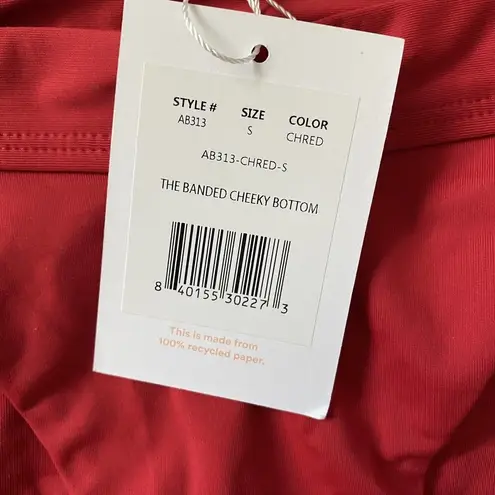 STYLE # SIZE COLOR
AB313 S CHRED
AB313-CHRED-S
THE BANDED CHEEKY BOTTOM
8 40155 30227 3
This is made from
100% recycled paper.